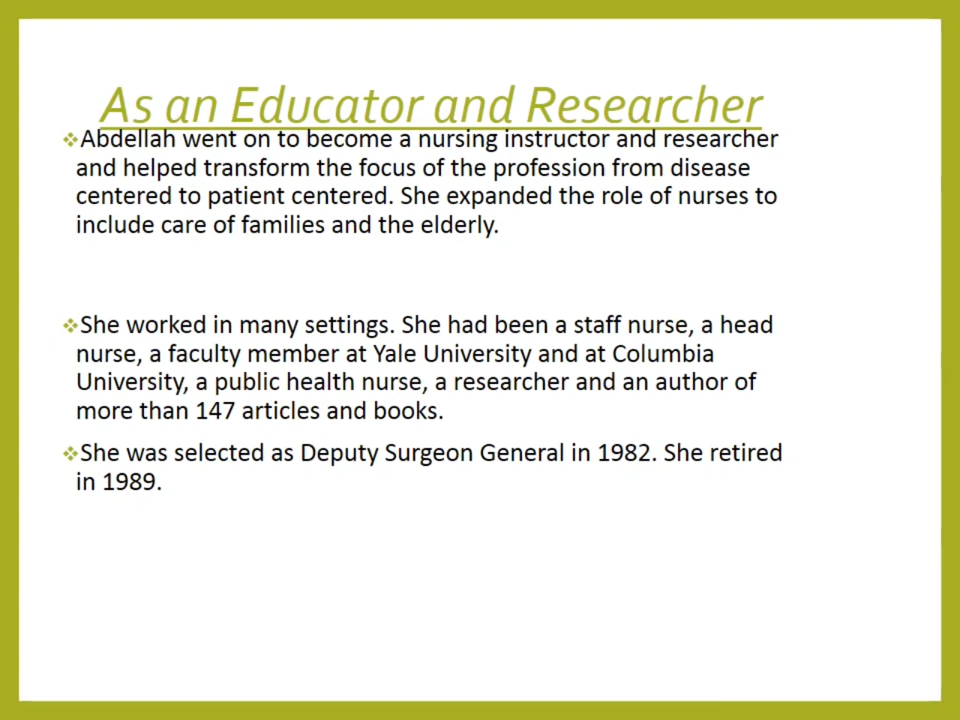 As an Educator and Researcher
❖Abdellah went on to become a nursing instructor and researcher
and helped transform the focus of the profession from disease
centered to patient centered. She expanded the role of nurses to
include care of families and the elderly.
❖She worked in many settings. She had been a staff nurse, a head
nurse, a faculty member at Yale University and at Columbia
University, a public health nurse, a researcher and an author of
more than 147 articles and books.
❖She was selected as Deputy Surgeon General in 1982. She retired
in 1989.